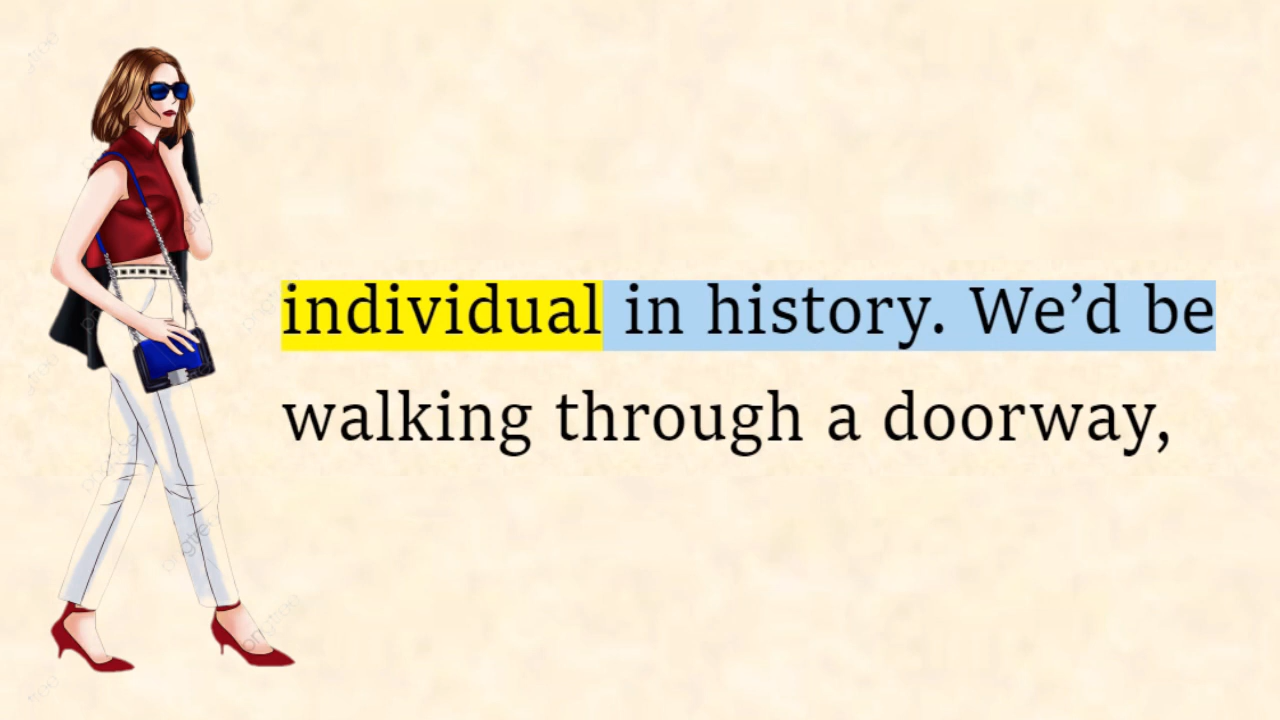 individual in history. We’d be
walking through a doorway,